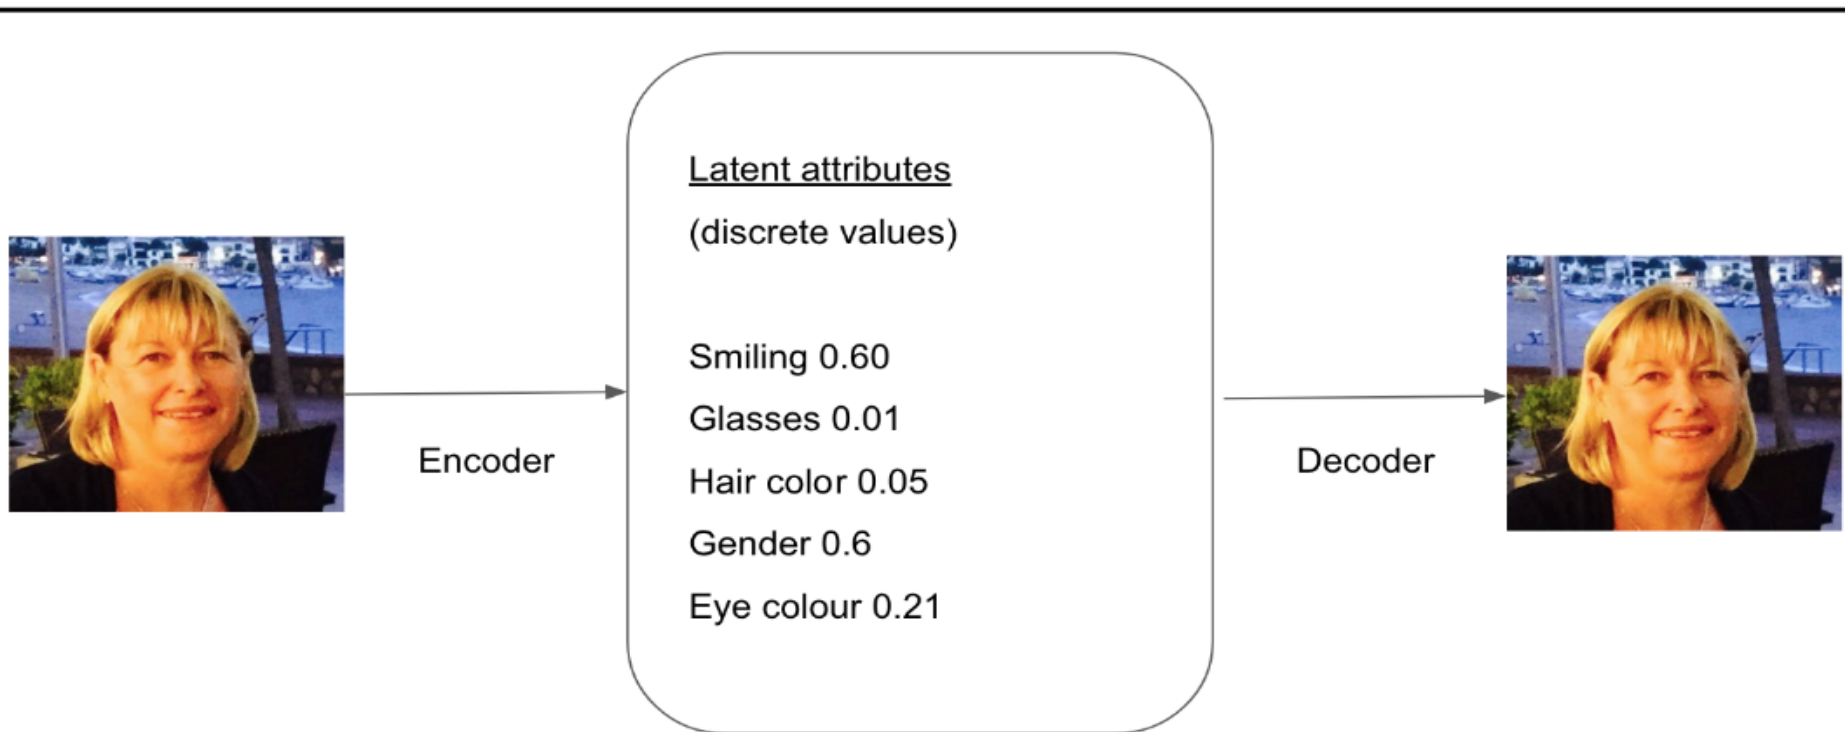 Latent attributes
(discrete values)
Smiling 0.60
Glasses 0.01
Hair color 0.05
Gender 0.6
Eye colour 0.21
Encoder
Decoder